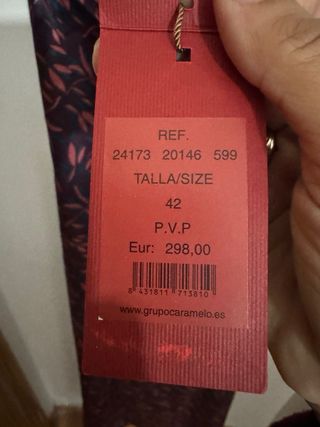 REF.
24173 20146 599
TALLA/SIZE
42
P.V.P
Eur: 298,00
8 431811 713810
www.grupocaramelo.es